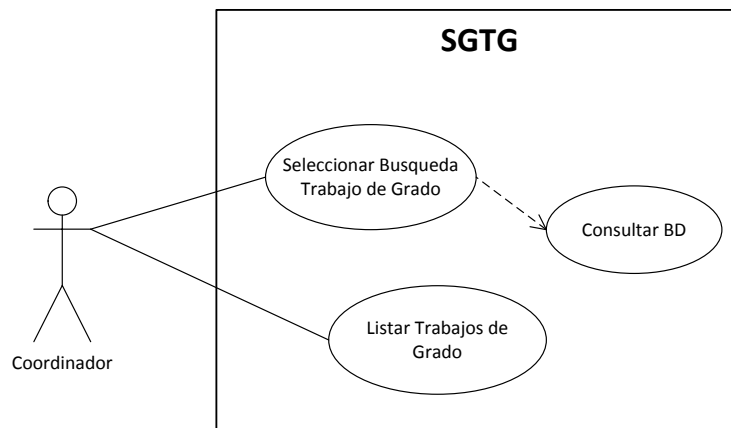 SGTG
Seleccionar Busqueda
Trabajo de Grado
Consultar BD
Listar Trabajos de
Grado
Coordinador